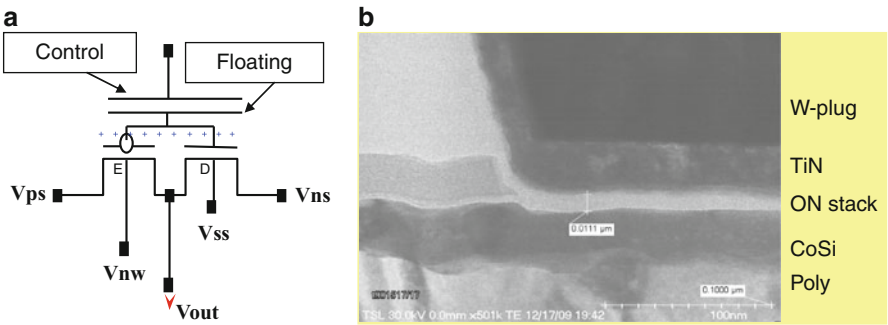 a
Control
Floating
+ + + + + + + + + +
E
D
Vps
Vns
Vss
Vnw
Vout
b
W-plug
TiN
ON stack
CoSi
Poly
0.0111 µm
0.1000 µm
100nm
TSL 30.0kV 0.0mm x501k TE 12/17/09 19:42